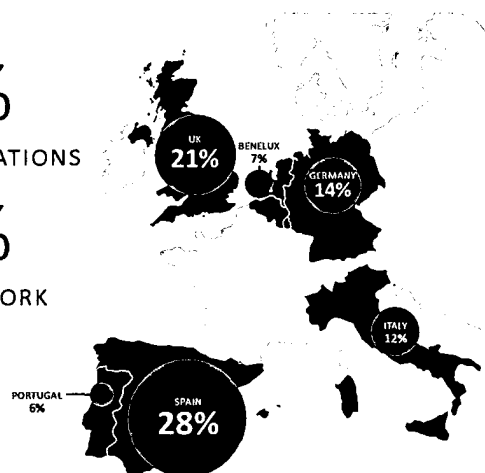 %
ATIONS
%
ORK
UK
21%
BENELUX
7%
GERMANY
14%
ITALY
12%
PORTUGAL
6%
SPAIN
28%